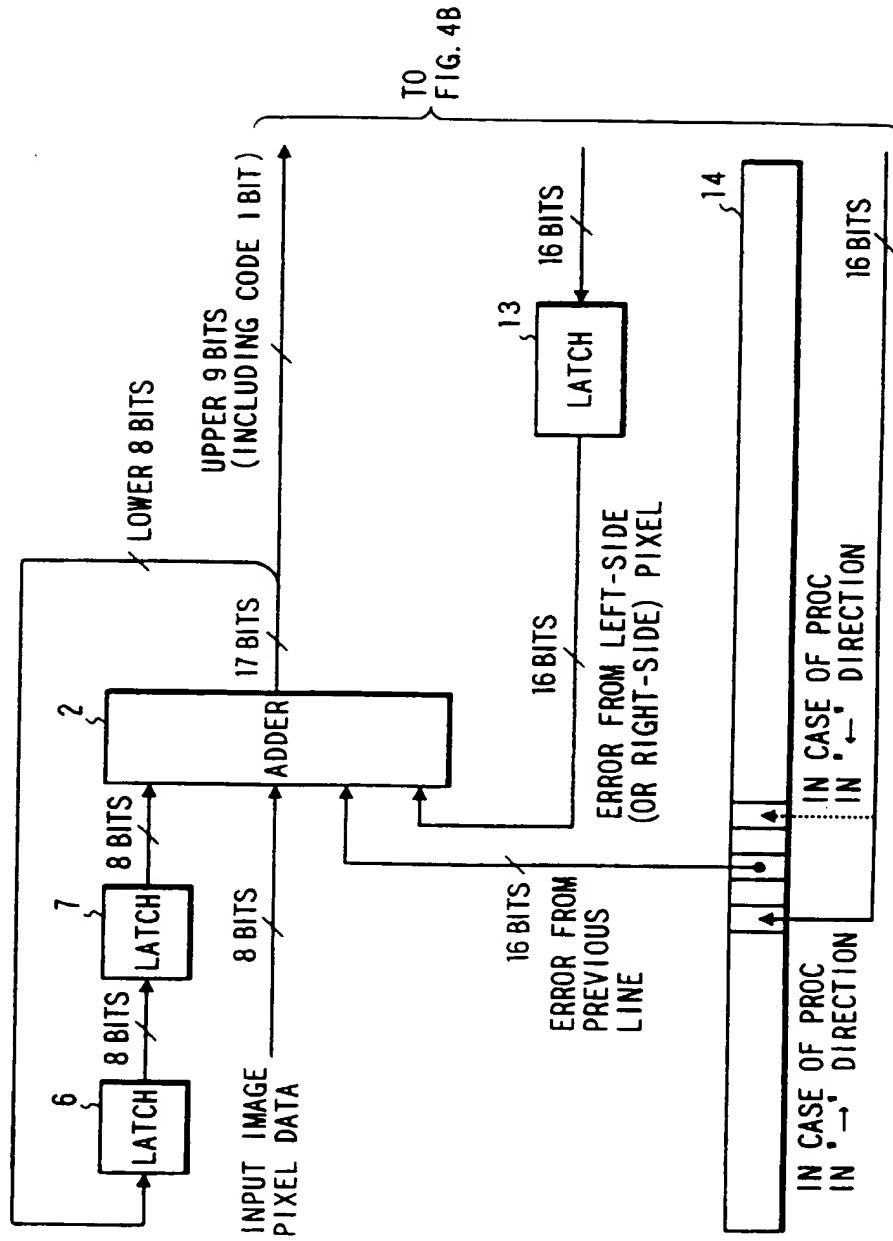 TO
FIG. 4B
LOWER 8 BITS
UPPER 9 BITS
(INCLUDING CODE 1 BIT)
6
LATCH
8 BITS
7
LATCH
8 BITS
2
ADDER
17 BITS
INPUT IMAGE
PIXEL DATA
8 BITS
16 BITS
13
LATCH
16 BITS
ERROR FROM LEFT-SIDE
(OR RIGHT-SIDE) PIXEL
16 BITS
ERROR FROM
PREVIOUS
LINE
14
IN CASE OF PROC
IN "→" DIRECTION
IN CASE OF PROC
IN "←" DIRECTION
16 BITS